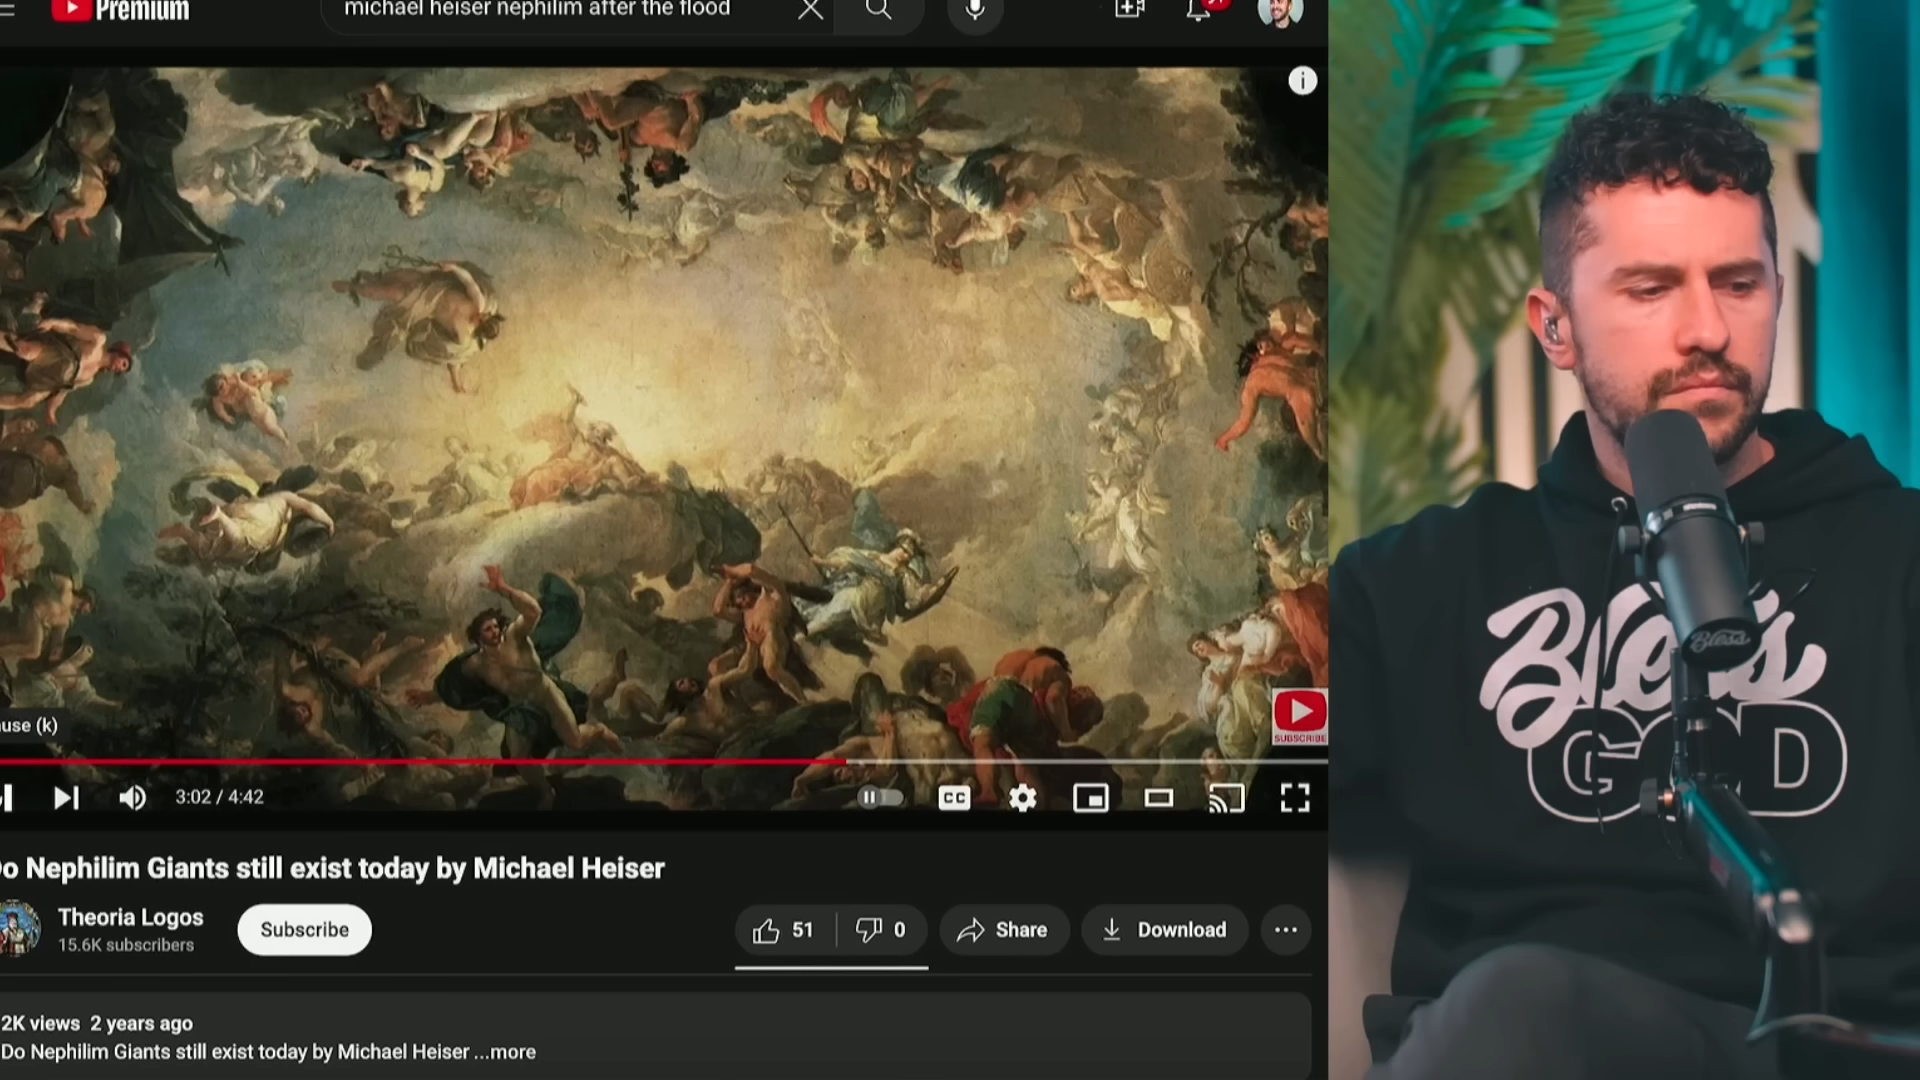 Premium
michael heiser nephilim after the flood
use (k)
SUBSCRIBE
3:02 / 4:42
CC
o Nephilim Giants still exist today by Michael Heiser
Theoria Logos
15.6K subscribers
Subscribe
51
0
Share
Download
2K views 2 years ago
Do Nephilim Giants still exist today by Michael Heiser ...more
Bless
Bless
GOD